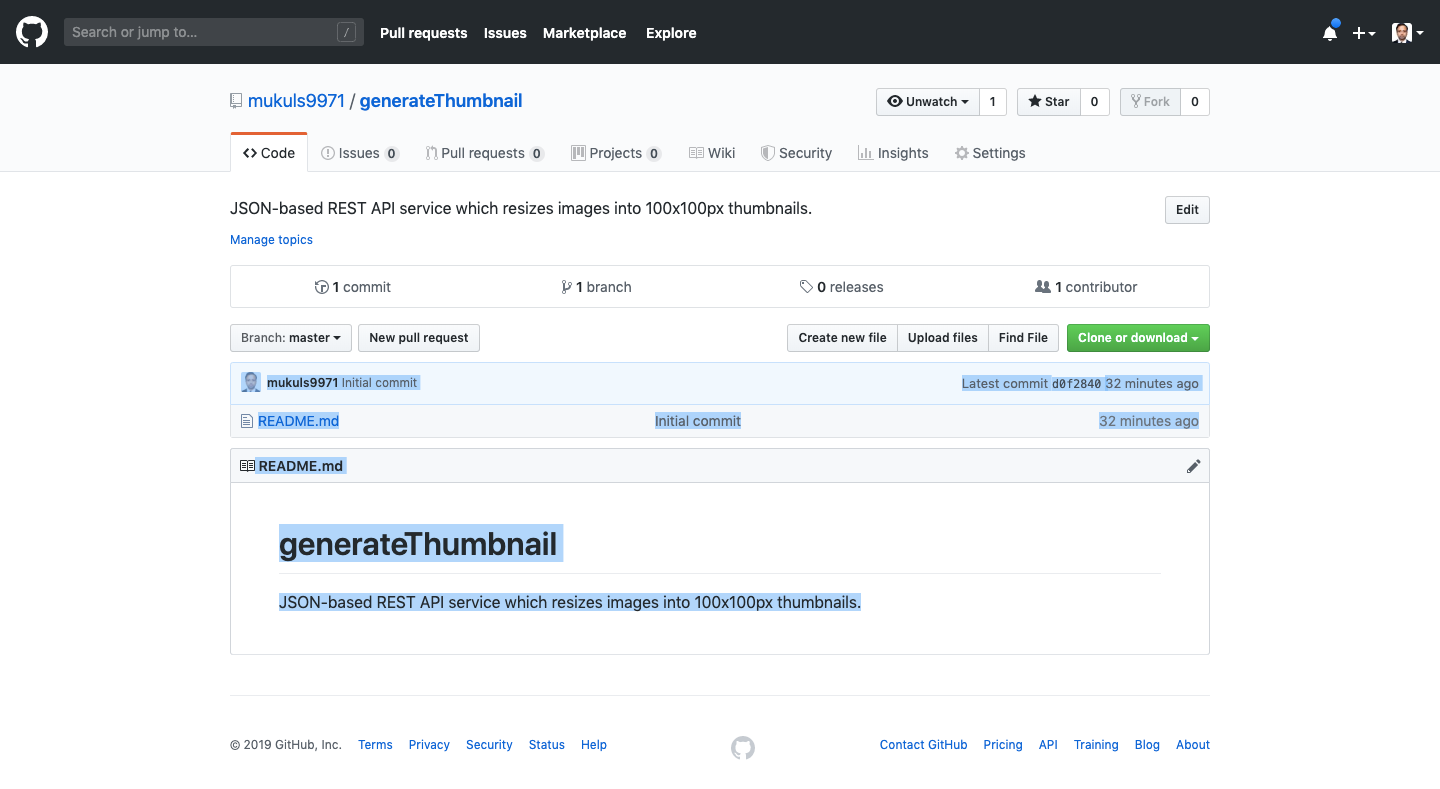 Search or jump to... /
Pull requests Issues Marketplace Explore
mukuls9971 / generateThumbnail
Unwatch 1 Star 0 Fork 0
Code Issues 0 Pull requests 0 Projects 0 Wiki Security Insights Settings
JSON-based REST API service which resizes images into 100x100px thumbnails.
Edit
Manage topics
1 commit 1 branch 0 releases 1 contributor
Branch: master New pull request Create new file Upload files Find File Clone or download
mukuls9971 Initial commit Latest commit d0f2840 32 minutes ago
README.md Initial commit 32 minutes ago
README.md
generateThumbnail
JSON-based REST API service which resizes images into 100x100px thumbnails.
© 2019 GitHub, Inc. Terms Privacy Security Status Help Contact GitHub Pricing API Training Blog About